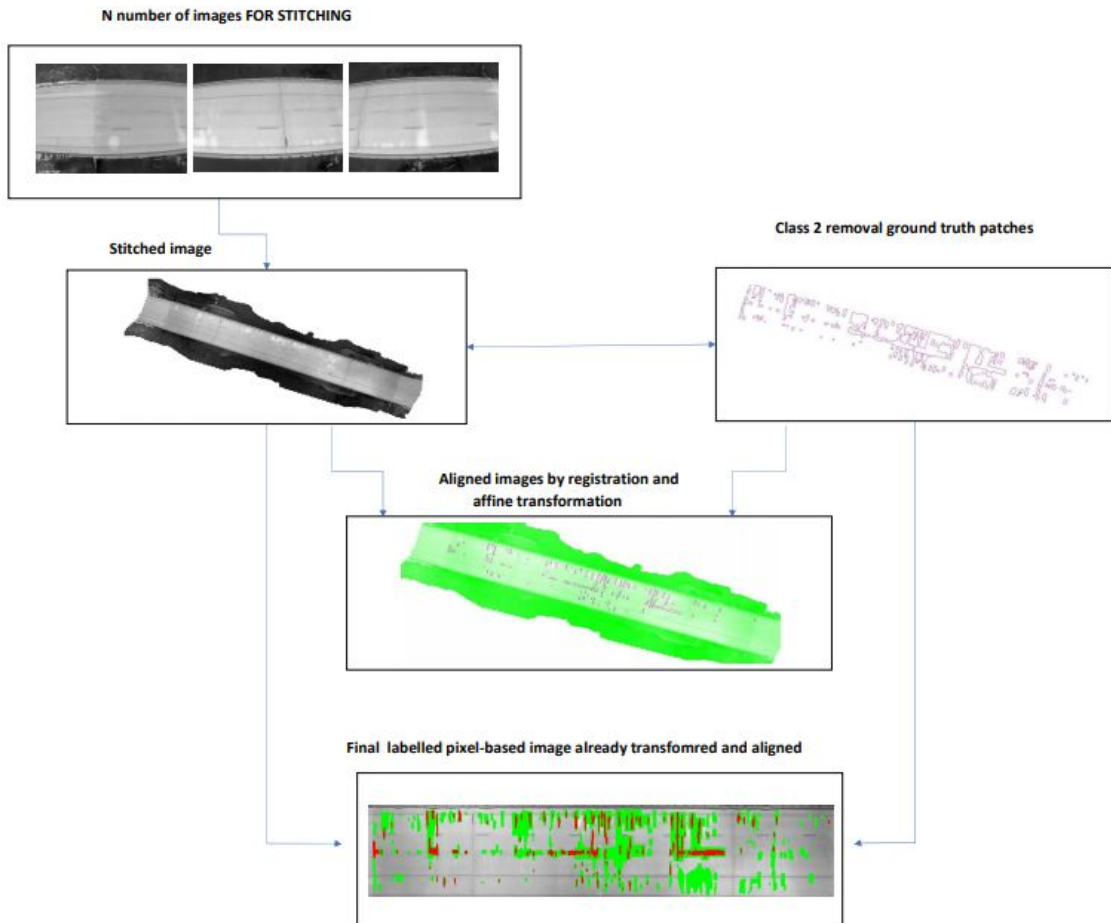 N number of images FOR STITCHING
Stitched image
Class 2 removal ground truth patches
Aligned images by registration and
affine transformation
Final labelled pixel-based image already transfomred and aligned